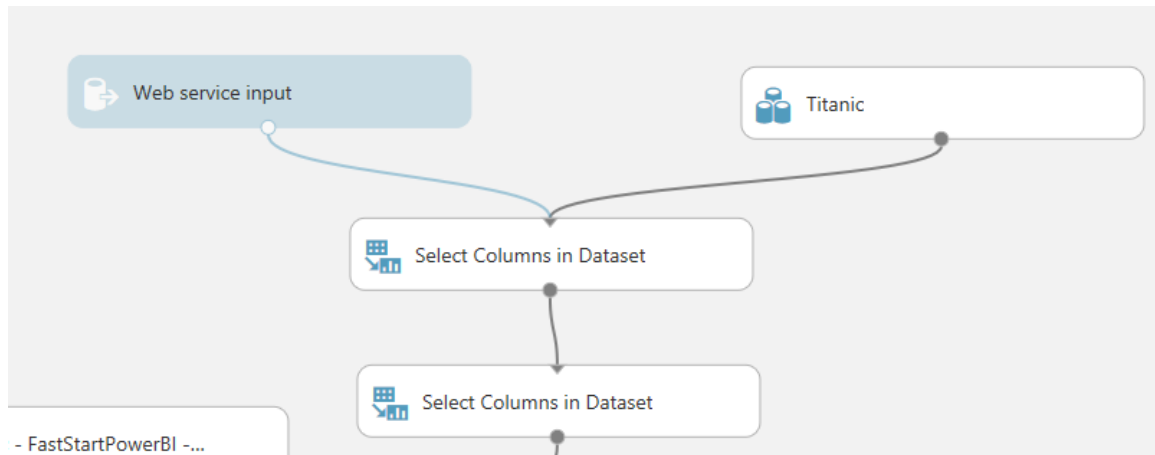 Web service input
Titanic
Select Columns in Dataset
Select Columns in Dataset
- FastStartPowerBI -...